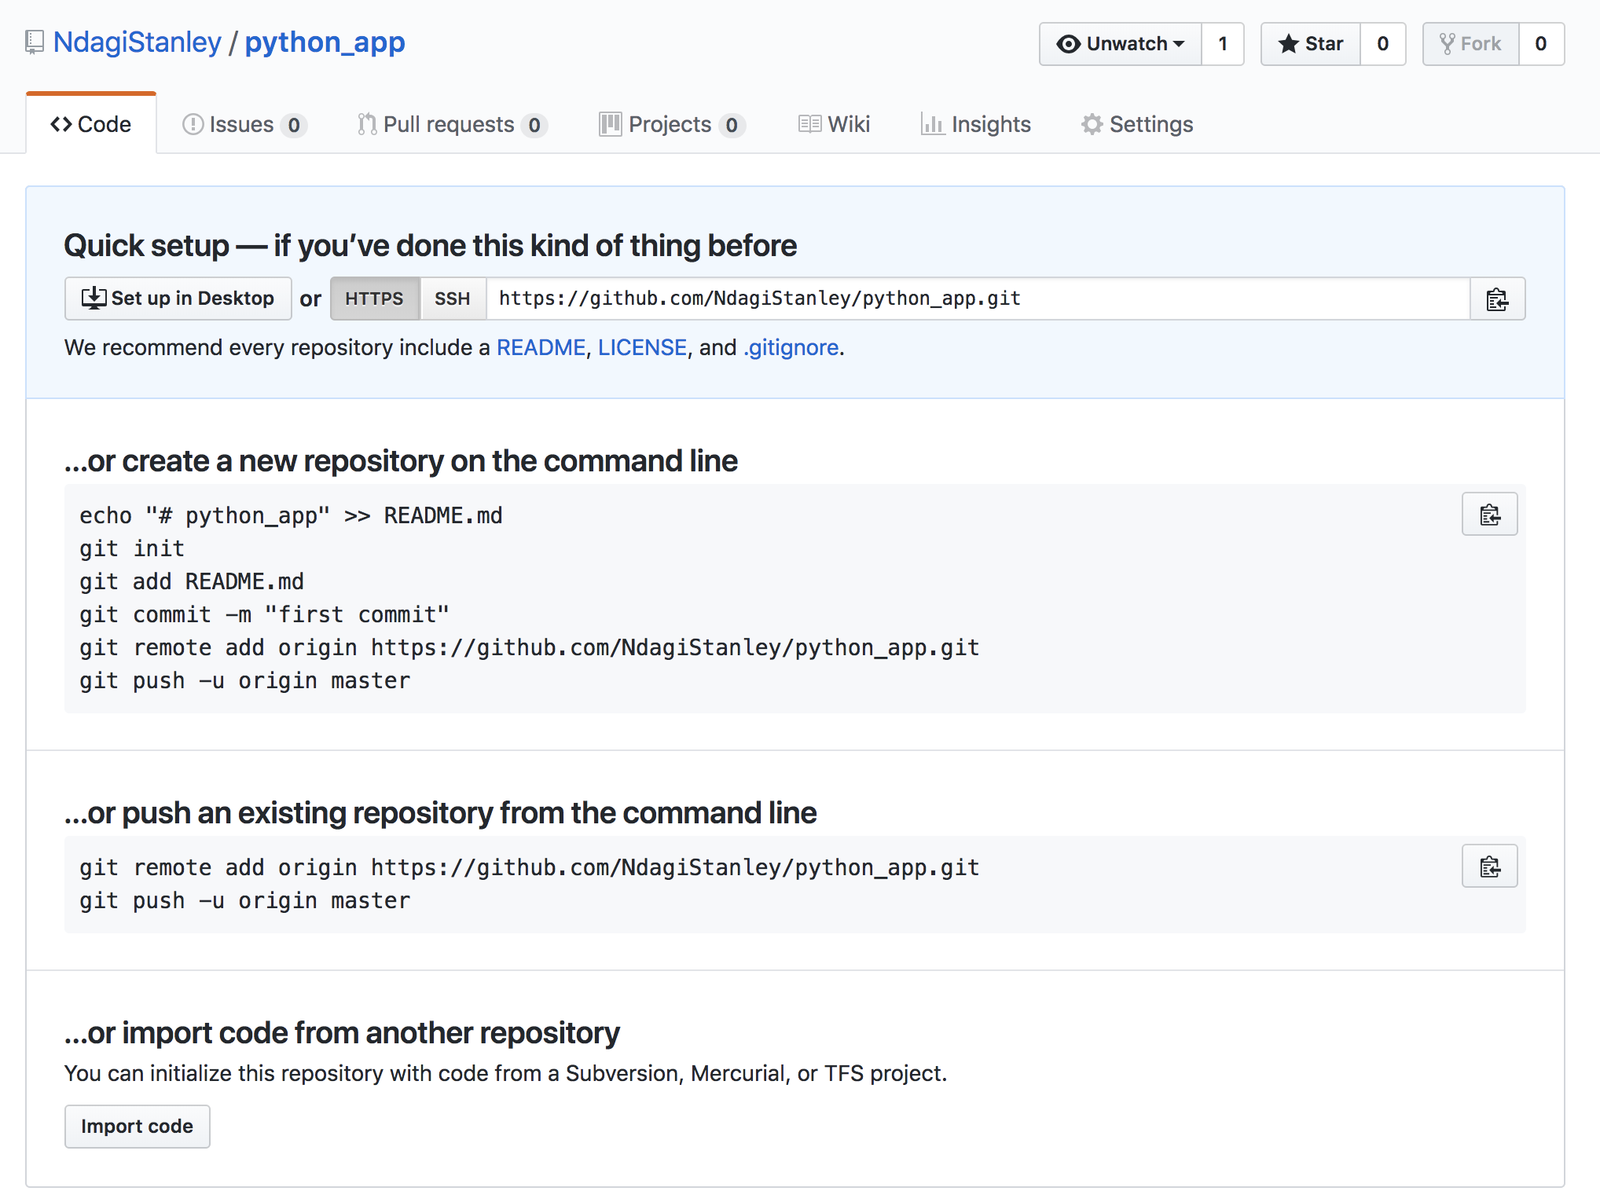 NdagiStanley / python_app
Unwatch 1 Star 0 Fork 0
Code Issues 0 Pull requests 0 Projects 0 Wiki Insights Settings
Quick setup — if you’ve done this kind of thing before
Set up in Desktop or HTTPS SSH https://github.com/NdagiStanley/python_app.git
We recommend every repository include a README, LICENSE, and .gitignore.
…or create a new repository on the command line
echo "# python_app" >> README.md
git init
git add README.md
git commit -m "first commit"
git remote add origin https://github.com/NdagiStanley/python_app.git
git push -u origin master
…or push an existing repository from the command line
git remote add origin https://github.com/NdagiStanley/python_app.git
git push -u origin master
…or import code from another repository
You can initialize this repository with code from a Subversion, Mercurial, or TFS project.
Import code